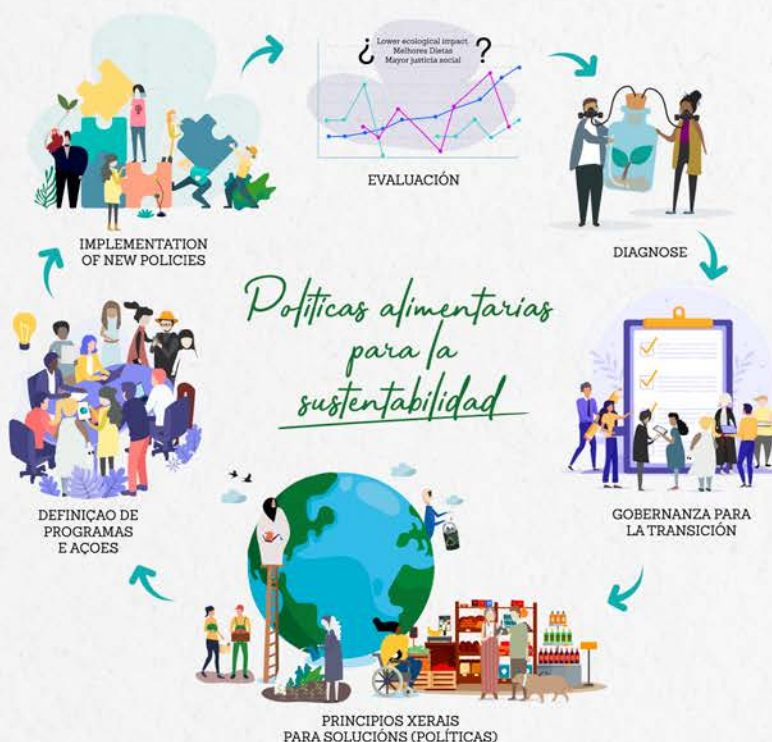 ¿ Lower ecological impact ?
Melhores Dietas
Mayor justicia social
EVALUACIÓN
DIAGNOSE
IMPLEMENTATION
OF NEW POLICIES
Políticas alimentarias
para la
sustentabilidad
GOBERNANZA PARA
LA TRANSICIÓN
DEFINIÇAO DE
PROGRAMAS
E AÇOES
PRINCIPIOS XERAIS
PARA SOLUCIÓNS (POLÍTICAS)